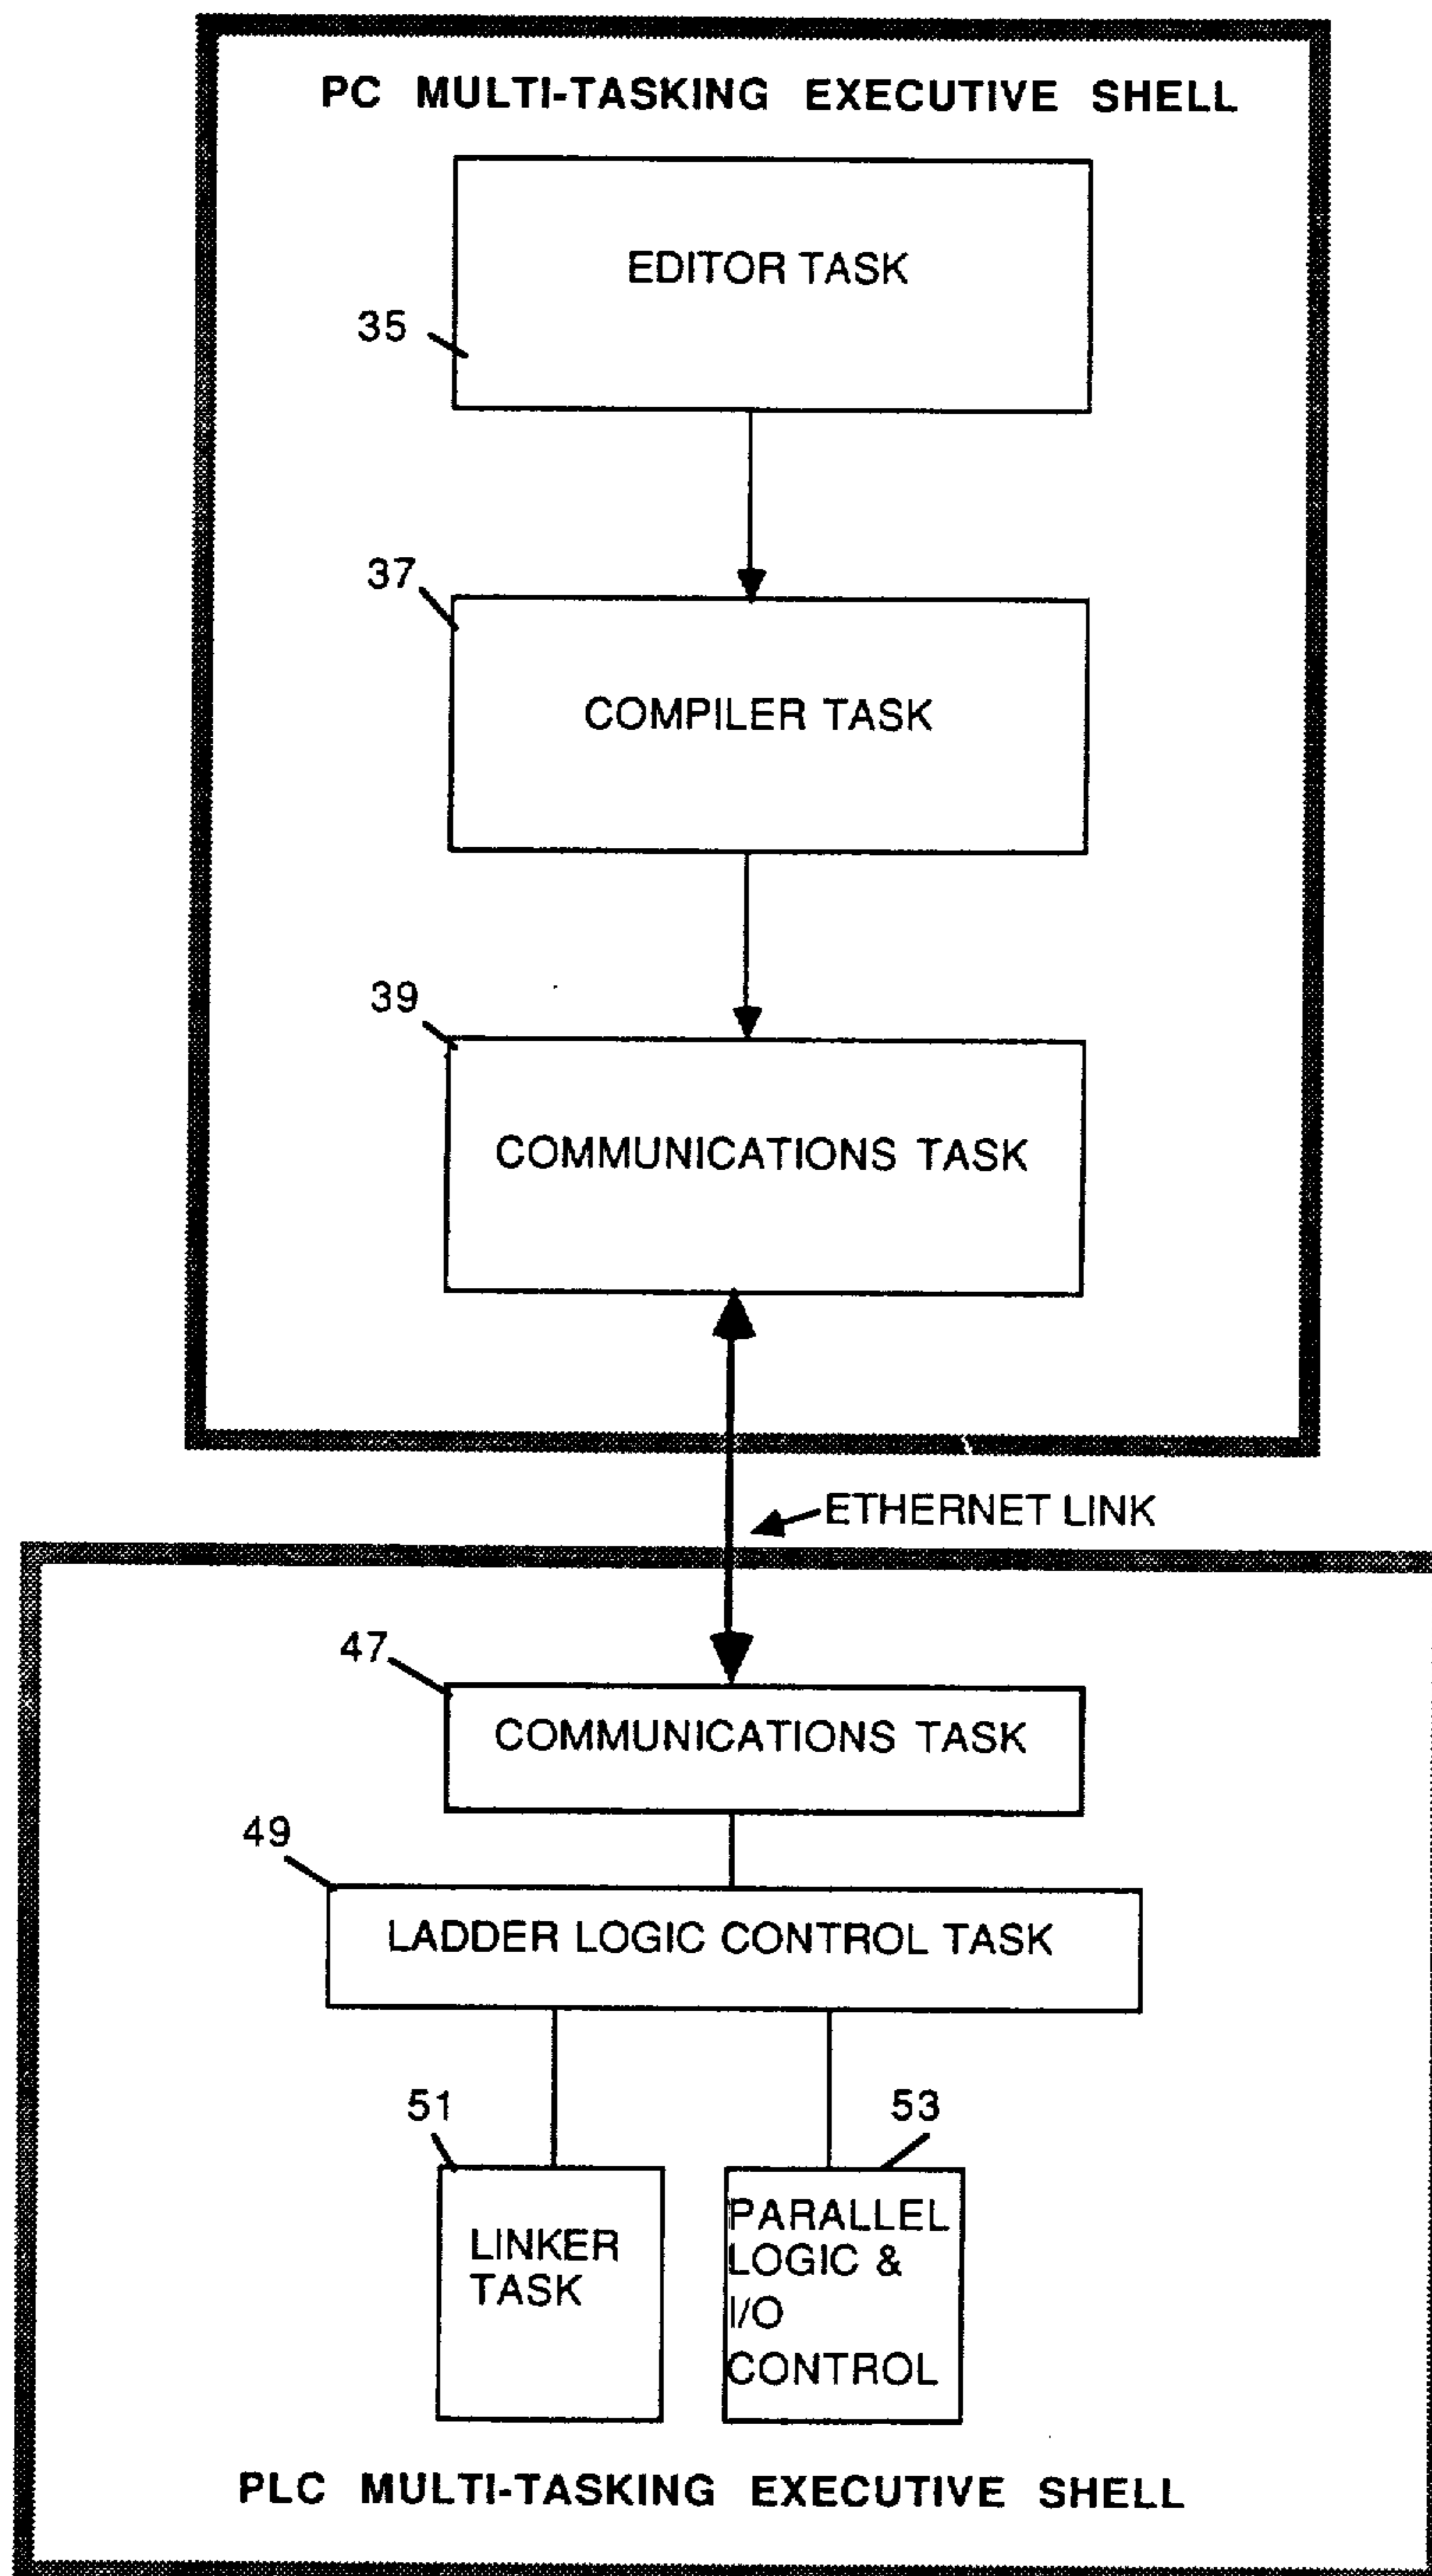 PC MULTI-TASKING EXECUTIVE SHELL
EDITOR TASK
35
37
COMPILER TASK
39
COMMUNICATIONS TASK
ETHERNET LINK
47
COMMUNICATIONS TASK
49
LADDER LOGIC CONTROL TASK
51
53
LINKER
TASK
PARALLEL
LOGIC &
I/O
CONTROL
PLC MULTI-TASKING EXECUTIVE SHELL